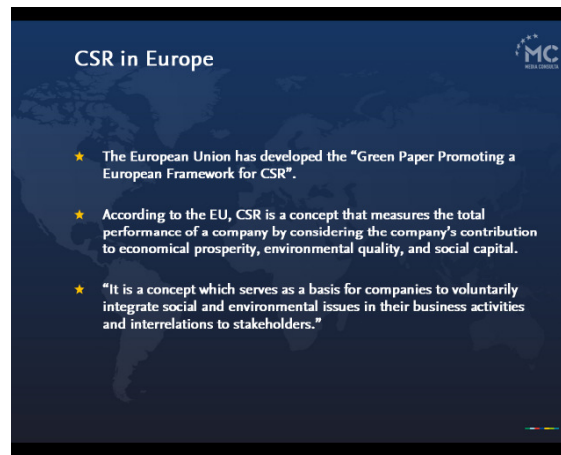 CSR in Europe
MC
MEDIA CONSULTA
The European Union has developed the “Green Paper Promoting a
European Framework for CSR”.
According to the EU, CSR is a concept that measures the total
performance of a company by considering the company’s contribution
to economical prosperity, environmental quality, and social capital.
“It is a concept which serves as a basis for companies to voluntarily
integrate social and environmental issues in their business activities
and interrelations to stakeholders.”